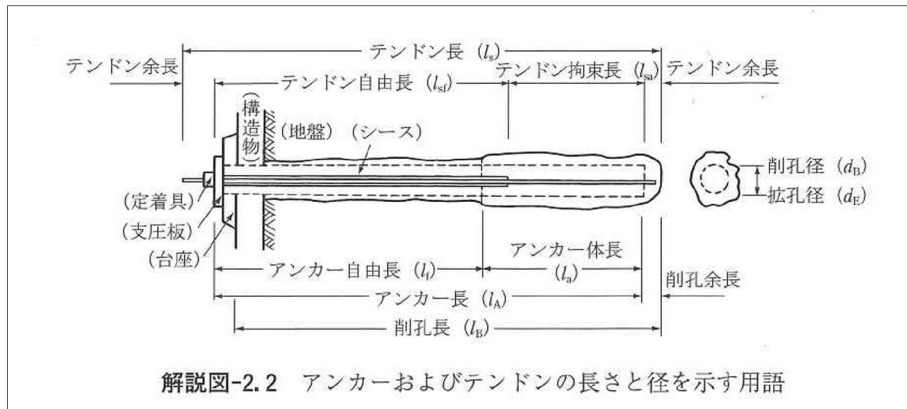 テンドン長 (ls)
テンドン余長
テンドン自由長 (lsf)
テンドン拘束長 (lsa)
テンドン余長
(構造物)
(地盤)
(シース)
削孔径 (dB)
拡孔径 (dE)
(定着具)
(支圧板)
(台座)
アンカー自由長 (lf)
アンカー体長
(la)
削孔余長
アンカー長 (lA)
削孔長 (lB)
解説図-2.2 アンカーおよびテンドンの長さと径を示す用語